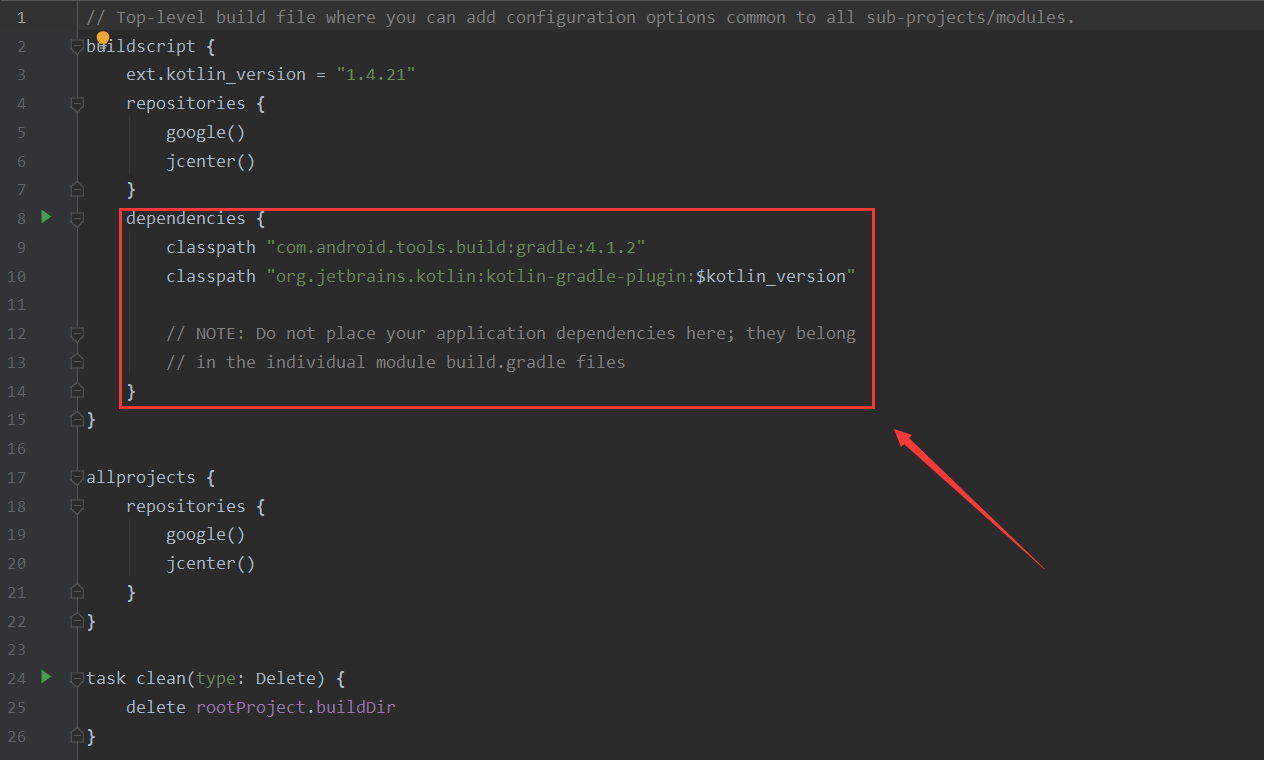 1 // Top-level build file where you can add configuration options common to all sub-projects/modules.
2 buildscript {
3 ext.kotlin_version = "1.4.21"
4 repositories {
5 google()
6 jcenter()
7 }
8 dependencies {
9 classpath "com.android.tools.build:gradle:4.1.2"
10 classpath "org.jetbrains.kotlin:kotlin-gradle-plugin:$kotlin_version"
11
12 // NOTE: Do not place your application dependencies here; they belong
13 // in the individual module build.gradle files
14 }
15 }
16
17 allprojects {
18 repositories {
19 google()
20 jcenter()
21 }
22 }
23
24 task clean(type: Delete) {
25 delete rootProject.buildDir
26 }